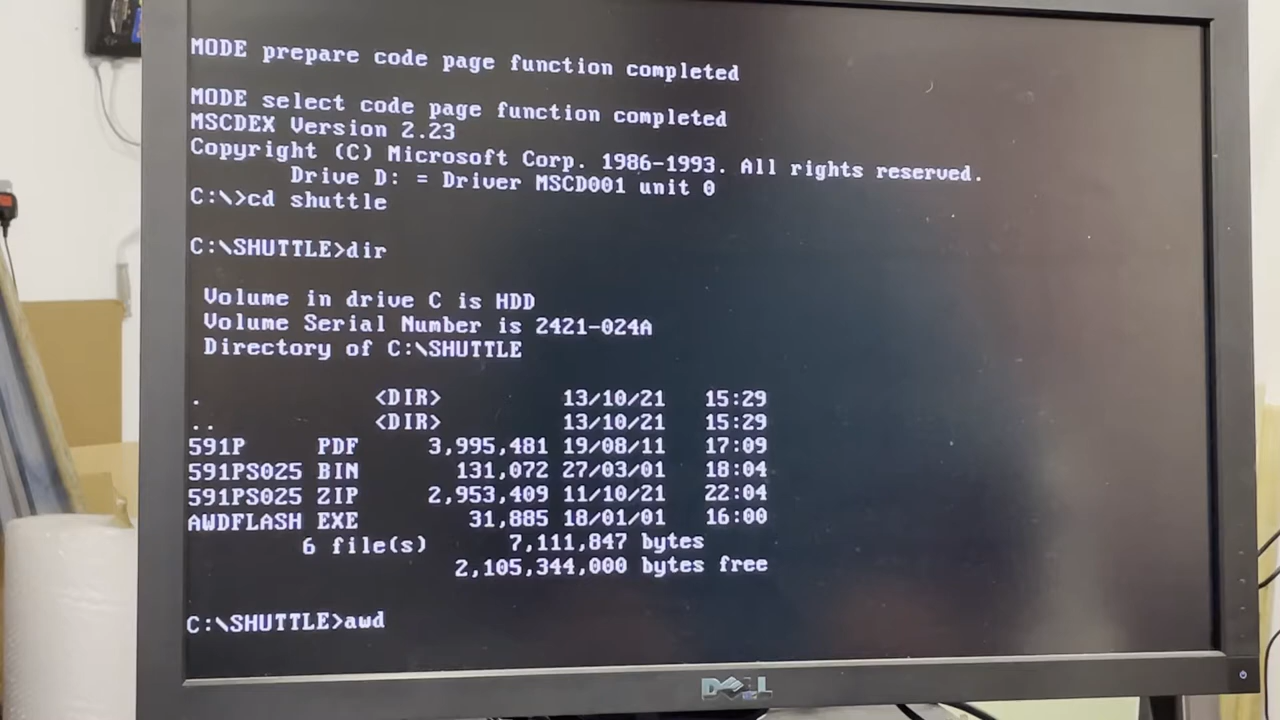 MODE prepare code page function completed
MODE select code page function completed
MSCDEX Version 2.23
Copyright (C) Microsoft Corp. 1986-1993. All rights reserved.
Drive D: = Driver MSCD001 unit 0
C:\>cd shuttle
C:\SHUTTLE>dir
Volume in drive C is HDD
Volume Serial Number is 2421-024A
Directory of C:\SHUTTLE
. <DIR> 13/10/21 15:29
.. <DIR> 13/10/21 15:29
591P PDF 3,995,481 19/08/11 17:09
591PS025 BIN 131,072 27/03/01 18:04
591PS025 ZIP 2,953,409 11/10/21 22:04
AWDFLASH EXE 31,885 18/01/01 16:00
6 file(s) 7,111,847 bytes
2,105,344,000 bytes free
C:\SHUTTLE>awd
DELL